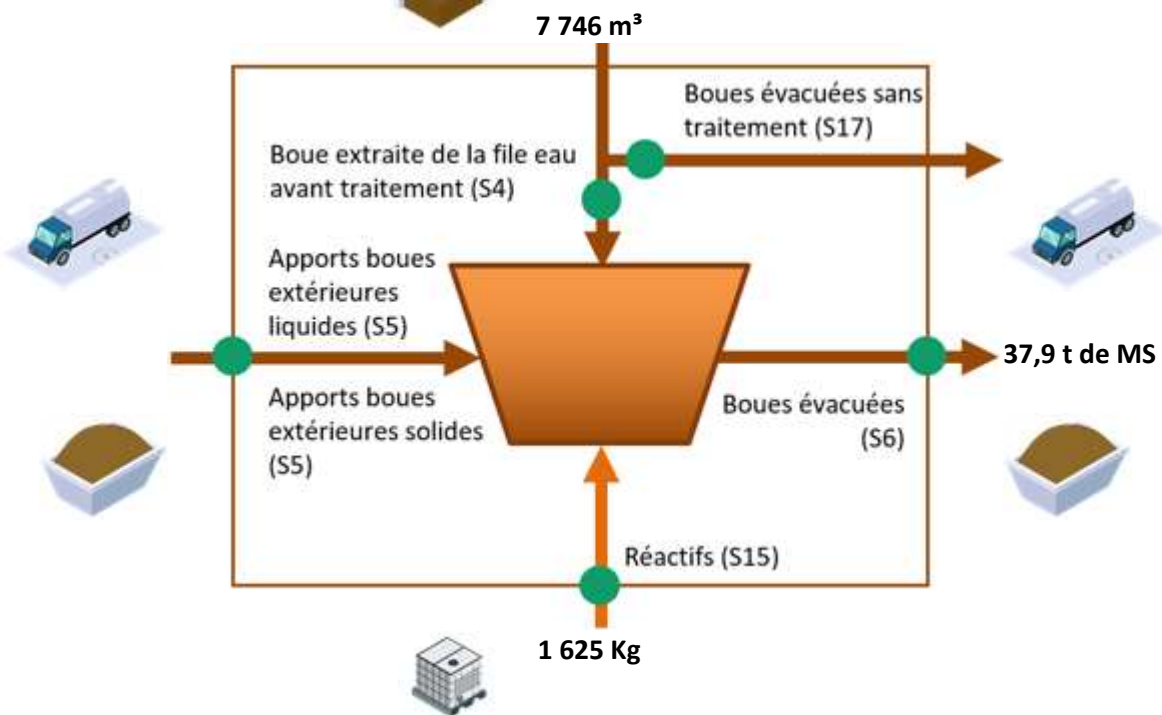 7 746 m³
Boues évacuées sans
traitement (S17)
Boue extraite de la file eau
avant traitement (S4)
Apports boues
extérieures
liquides (S5)
37,9 t de MS
Apports boues
extérieures solides
(S5)
Boues évacuées
(S6)
Réactifs (S15)
1 625 Kg